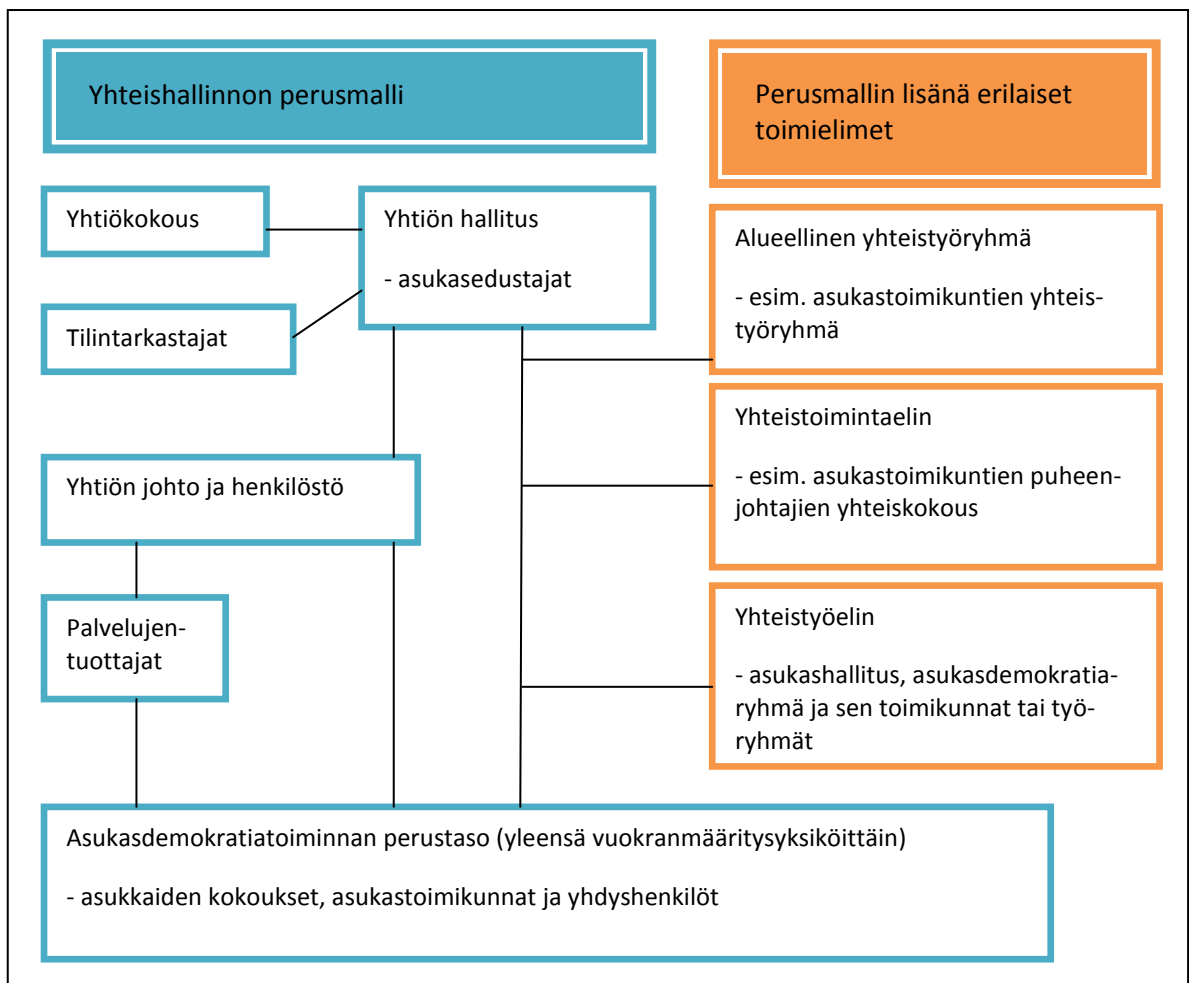 Yhteishallinnon perusmalli
Perusmallin lisänä erilaiset
toimielimet
Yhtiökokous
Yhtiön hallitus
- asukasedustajat
Tilintarkastajat
Alueellinen yhteistyöryhmä
- esim. asukastoimikuntien yhteis-
työryhmä
Yhteistoimintaelin
- esim. asukastoimikuntien puheen-
johtajien yhteiskokous
Yhtiön johto ja henkilöstö
Palvelujen-
tuottajat
Yhteistyöelin
- asukashallitus, asukasdemokratia-
ryhmä ja sen toimikunnat tai työ-
ryhmät
Asukasdemokratiatoiminnan perustaso (yleensä vuokranmääritysyksiköittäin)
- asukkaiden kokoukset, asukastoimikunnat ja yhdyshenkilöt